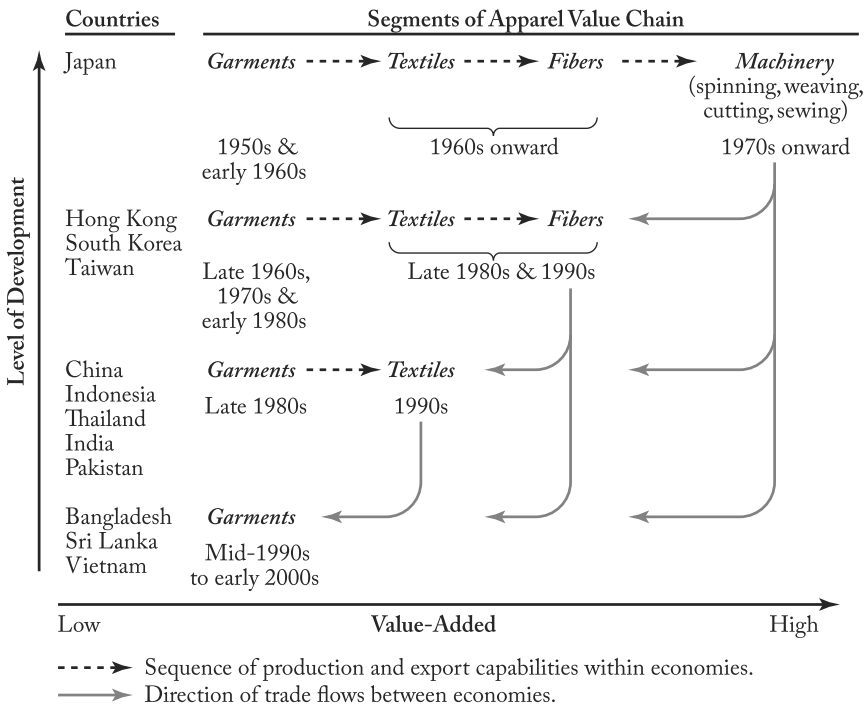 Countries
Segments of Apparel Value Chain
Japan
Garments
Textiles
Fibers
Machinery
(spinning, weaving,
cutting, sewing)
1950s &
early 1960s
1960s onward
1970s onward
Hong Kong
South Korea
Taiwan
Garments
Textiles
Fibers
Late 1960s,
1970s &
early 1980s
Late 1980s & 1990s
China
Indonesia
Thailand
India
Pakistan
Garments
Textiles
Late 1980s
1990s
Bangladesh
Sri Lanka
Vietnam
Garments
Mid-1990s
to early 2000s
Level of Development
Low
Value-Added
High
Sequence of production and export capabilities within economies.
Direction of trade flows between economies.